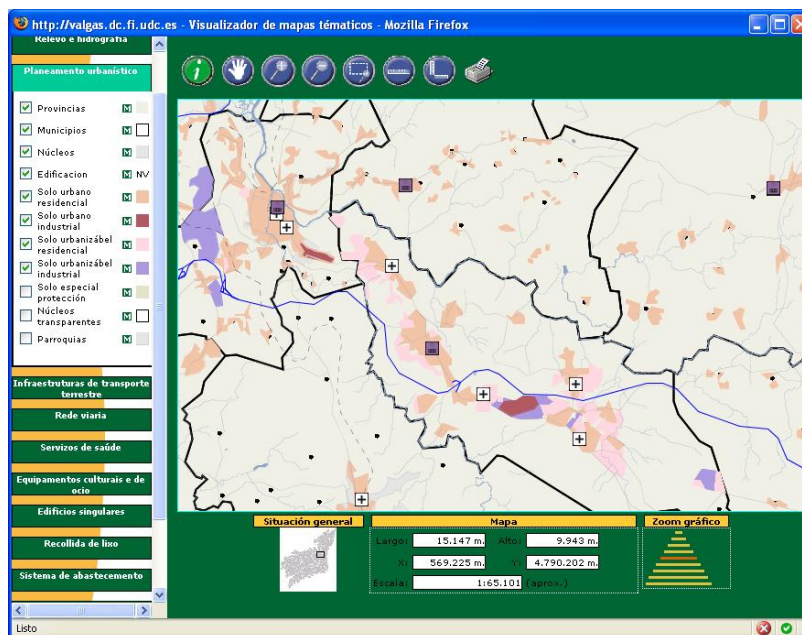 http://valgas.dc.fi.udc.es - Visualizador de mapas témáticos - Mozilla Firefox
Relevo e hidrografía
Planeamento urbanístico
Provincias M
Municipios M
Núcleos M
Edificacion M NV
Solo urbano
residencial M
Solo urbano
industrial M
Solo urbanizábel
residencial M
Solo urbanizábel
industrial M
Solo especial
protección M
Núcleos
transparentes M
Parroquias M
Infraestruturas de transporte
terrestre
Rede viaria
Servizos de saúde
Equipamentos culturais e de
ocio
Edificios singulares
Recollida de lixo
Sistema de abastecemento
Situación general
Mapa
Largo: 15.147 m. Alto: 9.943 m.
X: 569.225 m. Y: 4.790.202 m.
Escala: 1:65.101 (aprox.)
Zoom gráfico
Listo